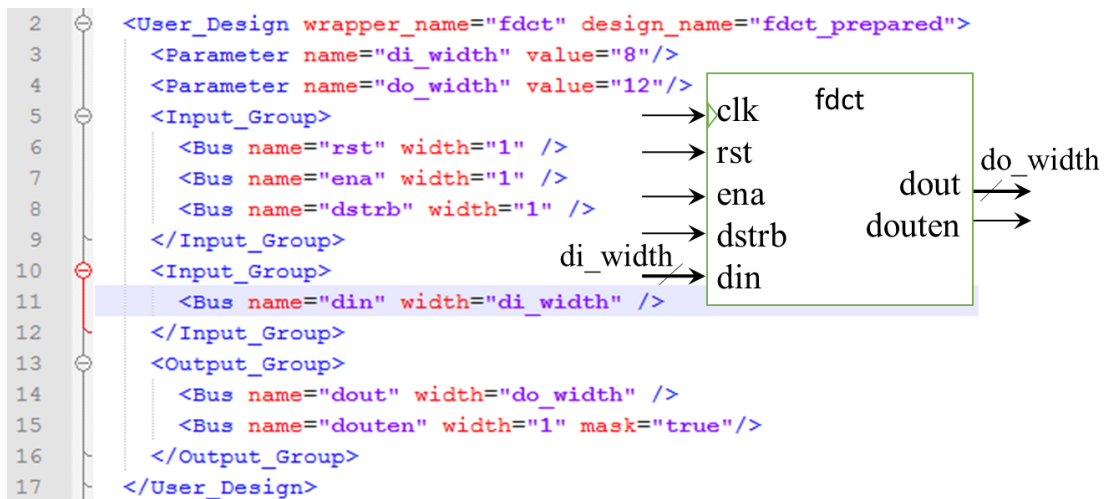 2 <User_Design wrapper_name="fdct" design_name="fdct_prepared">
3 <Parameter name="di_width" value="8"/>
4 <Parameter name="do_width" value="12"/>
5 <Input_Group>
6 <Bus name="rst" width="1" />
7 <Bus name="ena" width="1" />
8 <Bus name="dstrb" width="1" />
9 </Input_Group>
10 <Input_Group>
11 <Bus name="din" width="di_width" />
12 </Input_Group>
13 <Output_Group>
14 <Bus name="dout" width="do_width" />
15 <Bus name="douten" width="1" mask="true"/>
16 </Output_Group>
17 </User_Design>
fdct
clk
rst
ena
dstrb
di_width
din
do_width
dout
douten